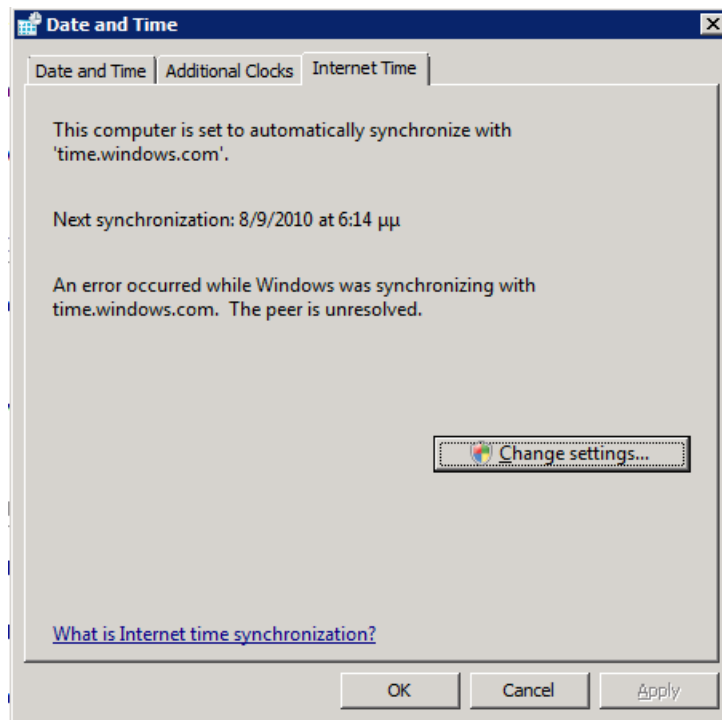 Date and Time
Date and Time Additional Clocks Internet Time
This computer is set to automatically synchronize with
'time.windows.com'.
Next synchronization: 8/9/2010 at 6:14 μμ
An error occurred while Windows was synchronizing with
time.windows.com. The peer is unresolved.
Change settings...
What is Internet time synchronization?
OK Cancel Apply